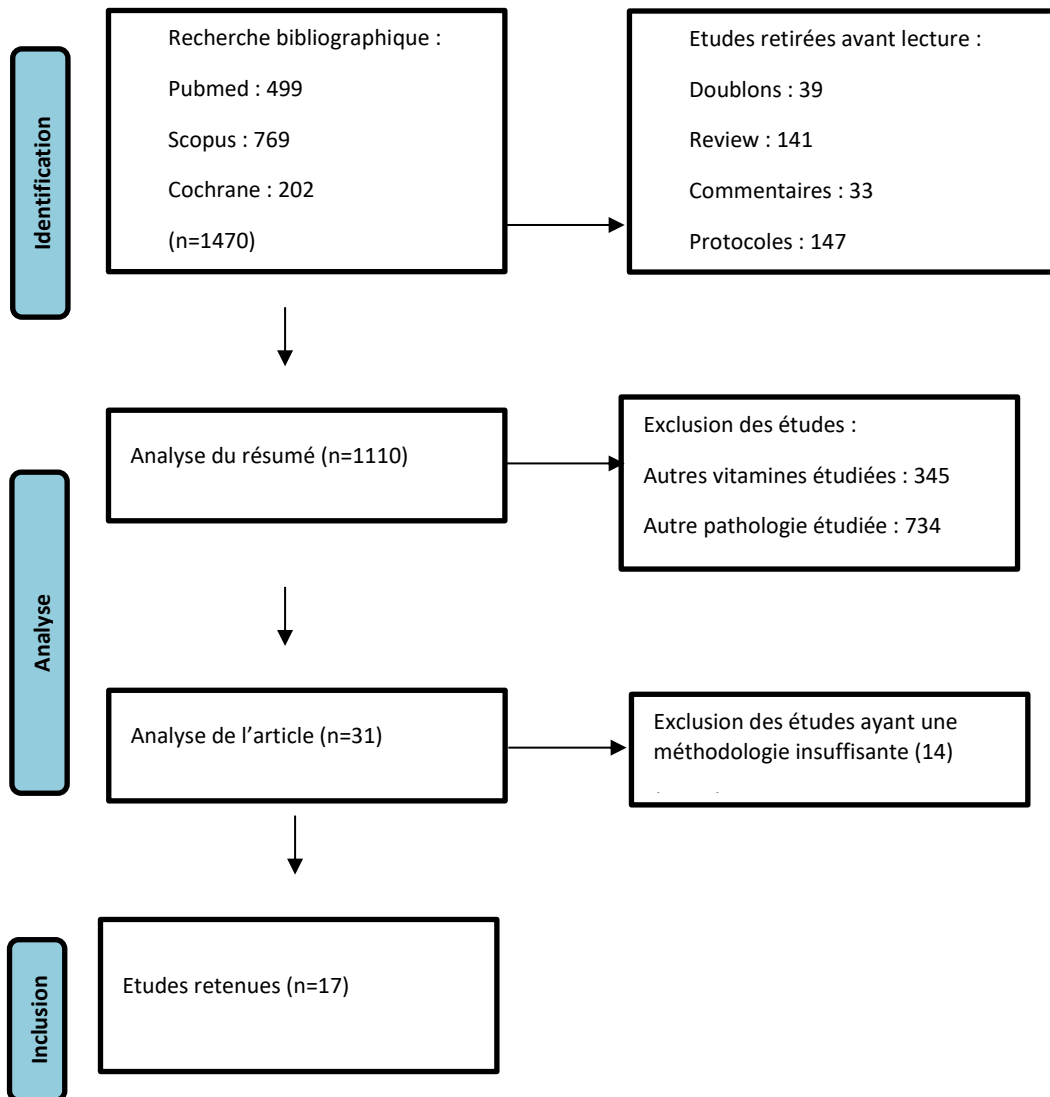 Identification
Recherche bibliographique :
Pubmed : 499
Scopus : 769
Cochrane : 202
(n=1470)
Etudes retirées avant lecture :
Doublons : 39
Review : 141
Commentaires : 33
Protocoles : 147
Analyse
Analyse du résumé (n=1110)
Exclusion des études :
Autres vitamines étudiées : 345
Autre pathologie étudiée : 734
Analyse de l’article (n=31)
Exclusion des études ayant une
méthodologie insuffisante (14)
Inclusion
Etudes retenues (n=17)